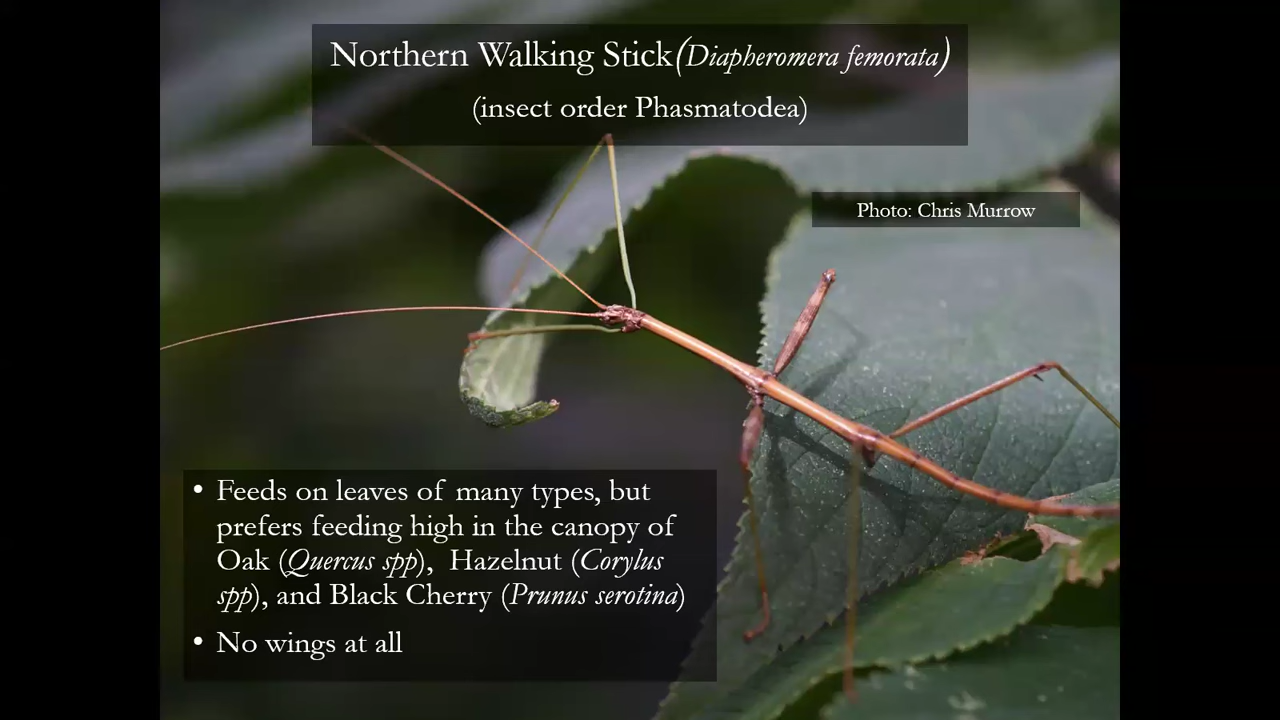 Northern Walking Stick(Diapheromera femorata)
(insect order Phasmatodea)
Photo: Chris Murrow
• Feeds on leaves of many types, but
prefers feeding high in the canopy of
Oak (Quercus spp),  Hazelnut (Corylus
spp), and Black Cherry (Prunus serotina)
• No wings at all